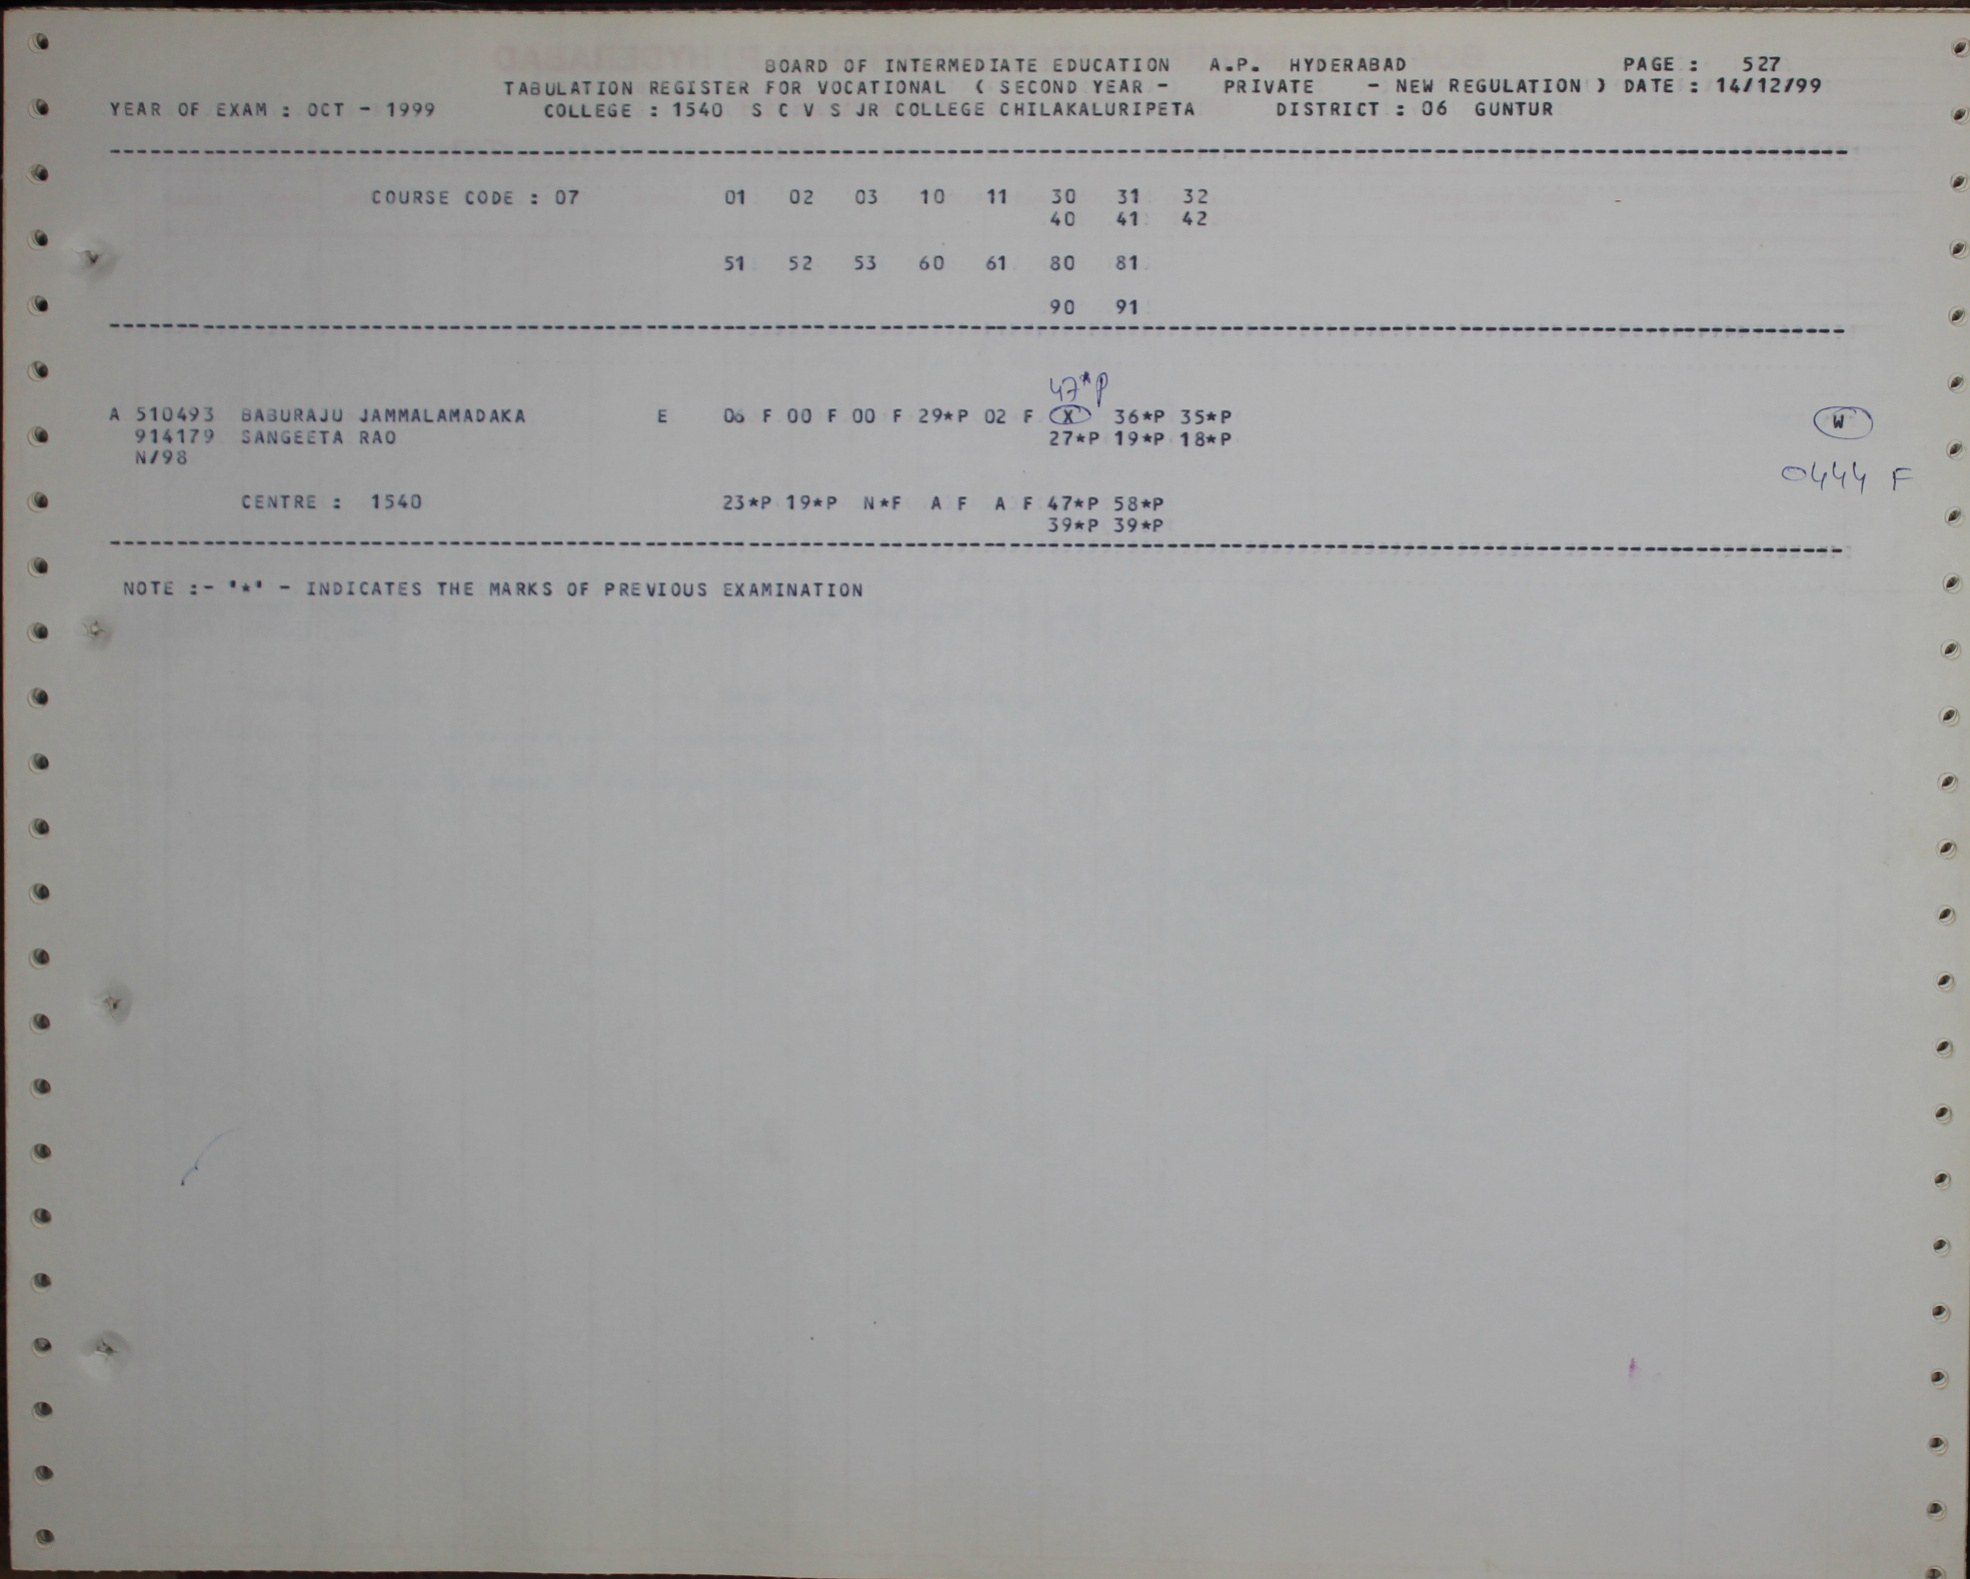 BOARD OF INTERMEDIATE EDUCATION A.P. HYDERABAD PAGE : 527
TABULATION REGISTER FOR VOCATIONAL ( SECOND YEAR - PRIVATE - NEW REGULATION ) DATE : 14/12/99
YEAR OF EXAM : OCT - 1999 COLLEGE : 1540 S C V S JR COLLEGE CHILAKALURIPETA DISTRICT : 06 GUNTUR
COURSE CODE : 07 01 02 03 10 11 30 31 32
40 41 42
51 52 53 60 61 80 81
90 91
47*P
A 510493 BABURAJU JAMMALAMADAKA E 06 F 00 F 00 F 29*P 02 F X 36*P 35*P W
914179 SANGEETA RAO 27*P 19*P 18*P
N/98
0444 F
CENTRE : 1540 23*P 19*P N*F A F A F 47*P 58*P
39*P 39*P
NOTE :- '*' - INDICATES THE MARKS OF PREVIOUS EXAMINATION